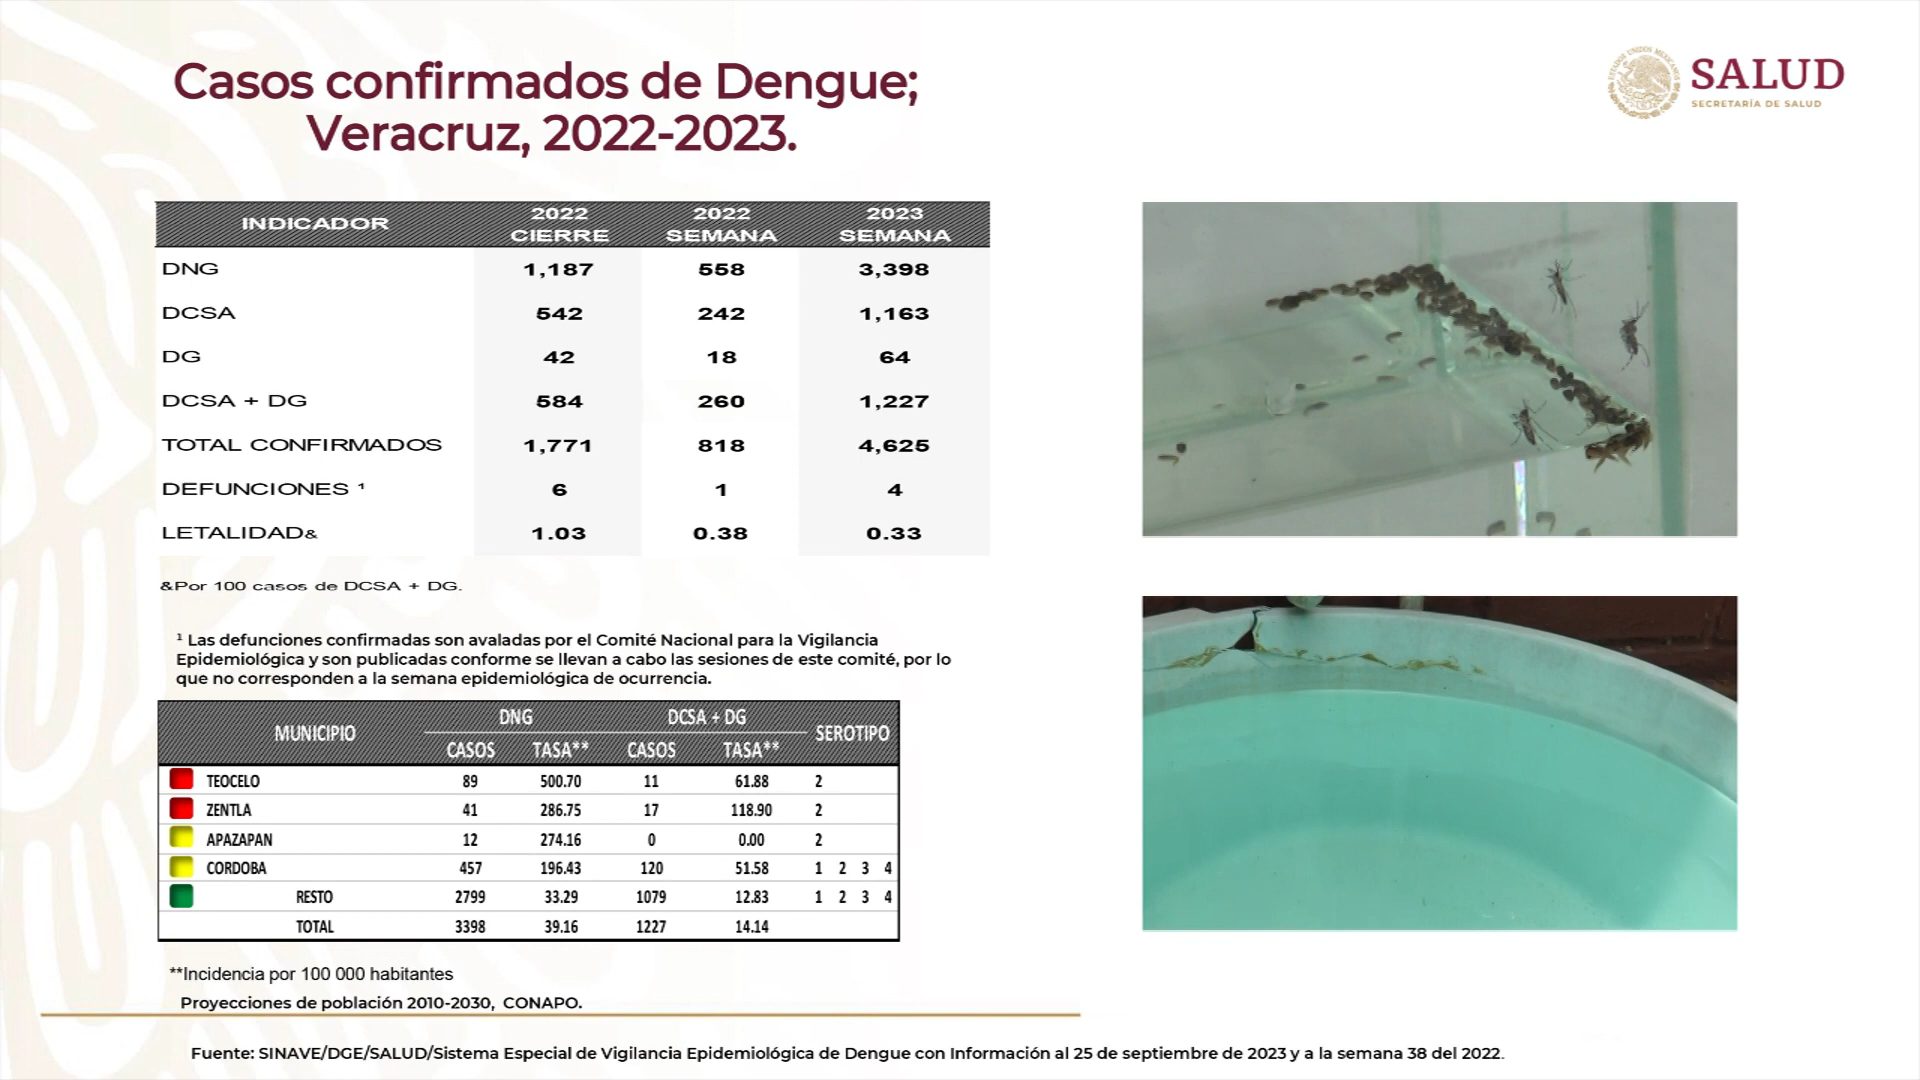 Casos confirmados de Dengue;
Veracruz, 2022-2023.
SALUD
SECRETARÍA DE SALUD
INDICADOR 2022 CIERRE 2022 SEMANA 2023 SEMANA
DNG 1,187 558 3,398
DCSA 542 242 1,163
DG 42 18 64
DCSA + DG 584 260 1,227
TOTAL CONFIRMADOS 1,771 818 4,625
DEFUNCIONES ¹ 6 1 4
LETALIDAD& 1.03 0.38 0.33
&Por 100 casos de DCSA + DG.
¹ Las defunciones confirmadas son avaladas por el Comité Nacional para la Vigilancia
Epidemiológica y son publicadas conforme se llevan a cabo las sesiones de este comité, por lo
que no corresponden a la semana epidemiológica de ocurrencia.
MUNICIPIO DNG DCSA + DG SEROTIPO
CASOS TASA** CASOS TASA**
TEOCELO 89 500.70 11 61.88 2
ZENTLA 41 286.75 17 118.90 2
APAZAPAN 12 274.16 0 0.00 2
CORDOBA 457 196.43 120 51.58 1 2 3 4
RESTO 2799 33.29 1079 12.83 1 2 3 4
TOTAL 3398 39.16 1227 14.14
**Incidencia por 100 000 habitantes
Proyecciones de población 2010-2030, CONAPO.
Fuente: SINAVE/DGE/SALUD/Sistema Especial de Vigilancia Epidemiológica de Dengue con Información al 25 de septiembre de 2023 y a la semana 38 del 2022.